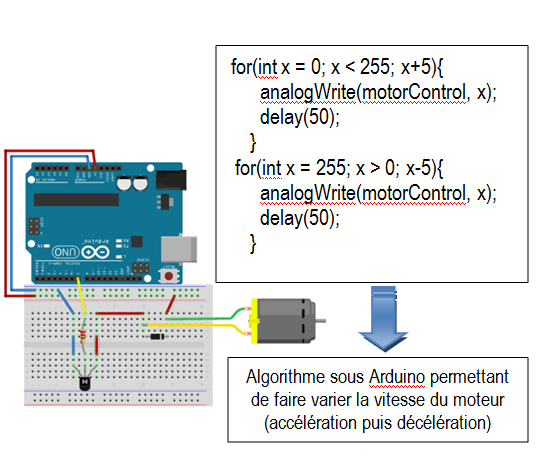 for(int x = 0; x < 255; x+5){
analogWrite(motorControl, x);
delay(50);
}
for(int x = 255; x > 0; x-5){
analogWrite(motorControl, x);
delay(50);
}
UNO
Arduino
Algorithme sous Arduino permettant
de faire varier la vitesse du moteur
(accélération puis décélération)